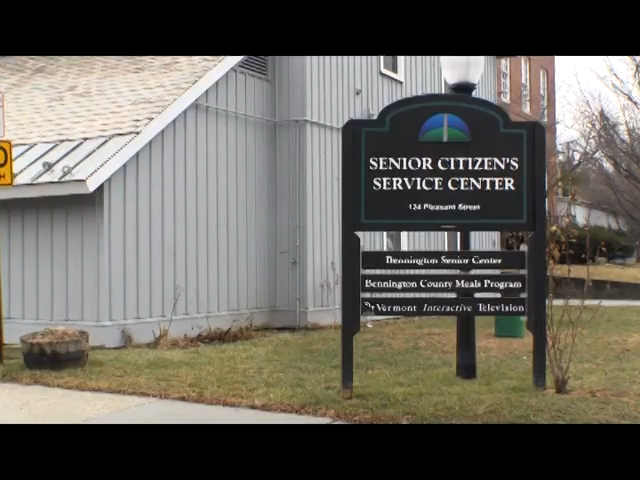 SENIOR CITIZEN'S
SERVICE CENTER
124 Pleasant Street
Bennington Senior Center
Bennington County Meals Program
Vermont Interactive Television